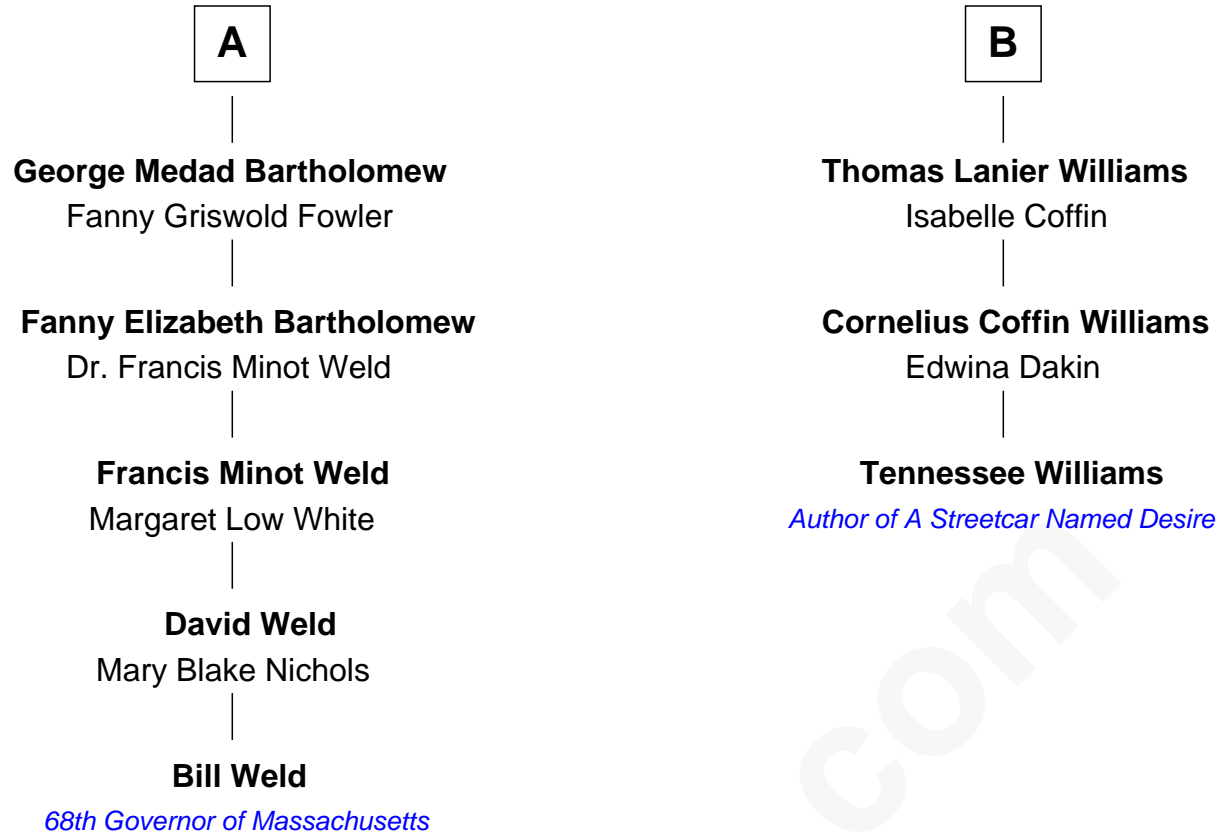 A
George Medad Bartholomew
Fanny Griswold Fowler
Fanny Elizabeth Bartholomew
Dr. Francis Minot Weld
Francis Minot Weld
Margaret Low White
David Weld
Mary Blake Nichols
Bill Weld
68th Governor of Massachusetts
B
Thomas Lanier Williams
Isabelle Coffin
Cornelius Coffin Williams
Edwina Dakin
Tennessee Williams
Author of A Streetcar Named Desire
com